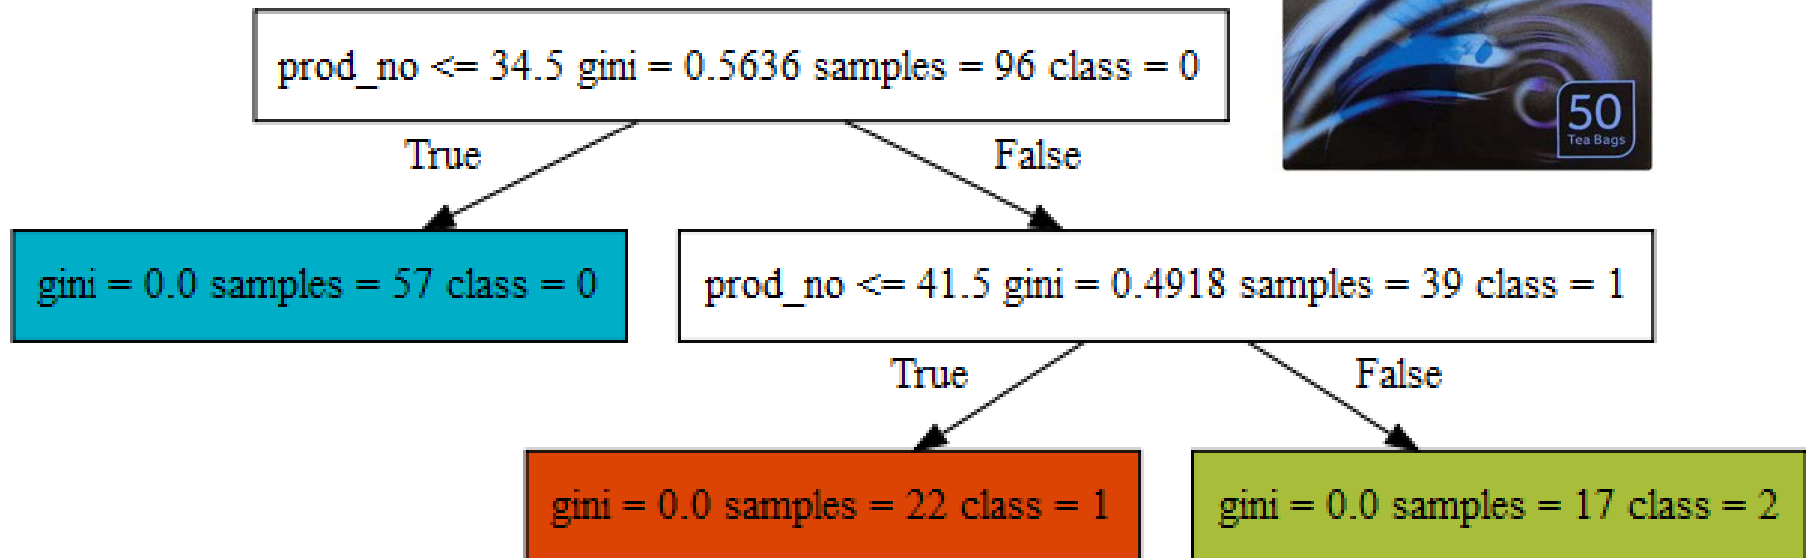 prod_no <= 34.5 gini = 0.5636 samples = 96 class = 0
50
Tea Bags
True
False
gini = 0.0 samples = 57 class = 0
prod_no <= 41.5 gini = 0.4918 samples = 39 class = 1
True
False
gini = 0.0 samples = 22 class = 1
gini = 0.0 samples = 17 class = 2